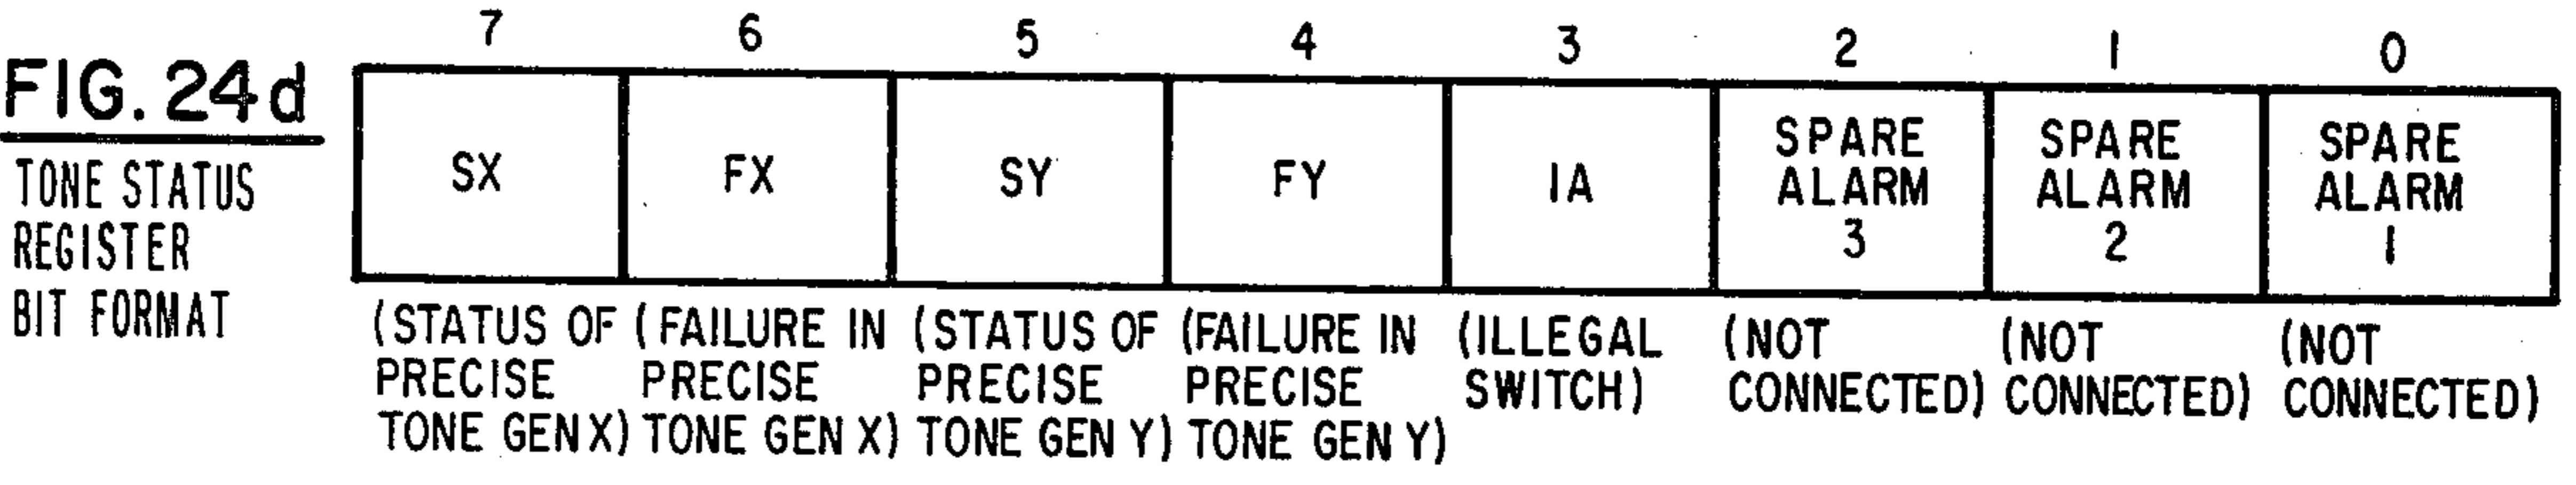 7 6 5 4 3 2 1 0
FIG. 24d
TONE STATUS
REGISTER
BIT FORMAT
SX
FX
SY
FY
IA
SPARE
ALARM
3
SPARE
ALARM
2
SPARE
ALARM
1
(STATUS OF
PRECISE
TONE GEN X)
(FAILURE IN
PRECISE
TONE GEN X)
(STATUS OF
PRECISE
TONE GEN Y)
(FAILURE IN
PRECISE
TONE GEN Y)
(ILLEGAL
SWITCH)
(NOT
CONNECTED)
(NOT
CONNECTED)
(NOT
CONNECTED)